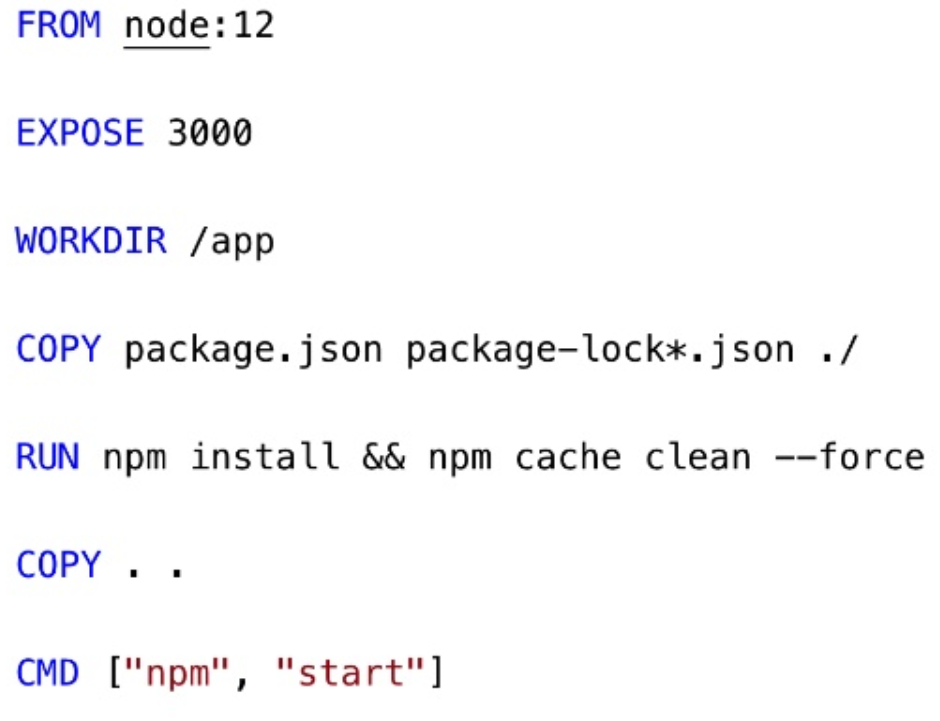 FROM node:12
EXPOSE 3000
WORKDIR /app
COPY package.json package-lock*.json ./
RUN npm install && npm cache clean --force
COPY . .
CMD ["npm", "start"]